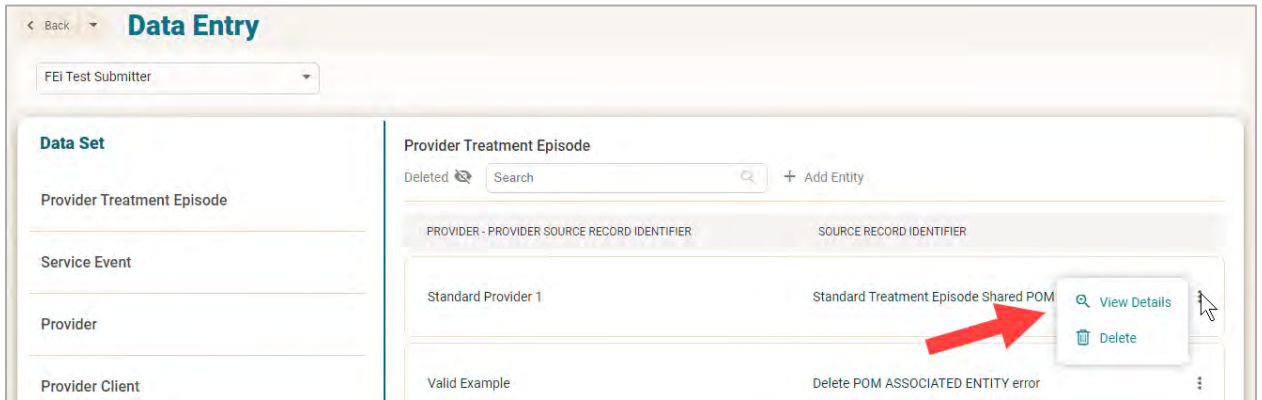 Back Data Entry
FEi Test Submitter
Data Set
Provider Treatment Episode
Service Event
Provider
Provider Client
Provider Treatment Episode
Deleted Search + Add Entity
PROVIDER - PROVIDER SOURCE RECORD IDENTIFIER SOURCE RECORD IDENTIFIER
Standard Provider 1 Standard Treatment Episode Shared POM
View Details
Delete
Valid Example Delete POM ASSOCIATED ENTITY error